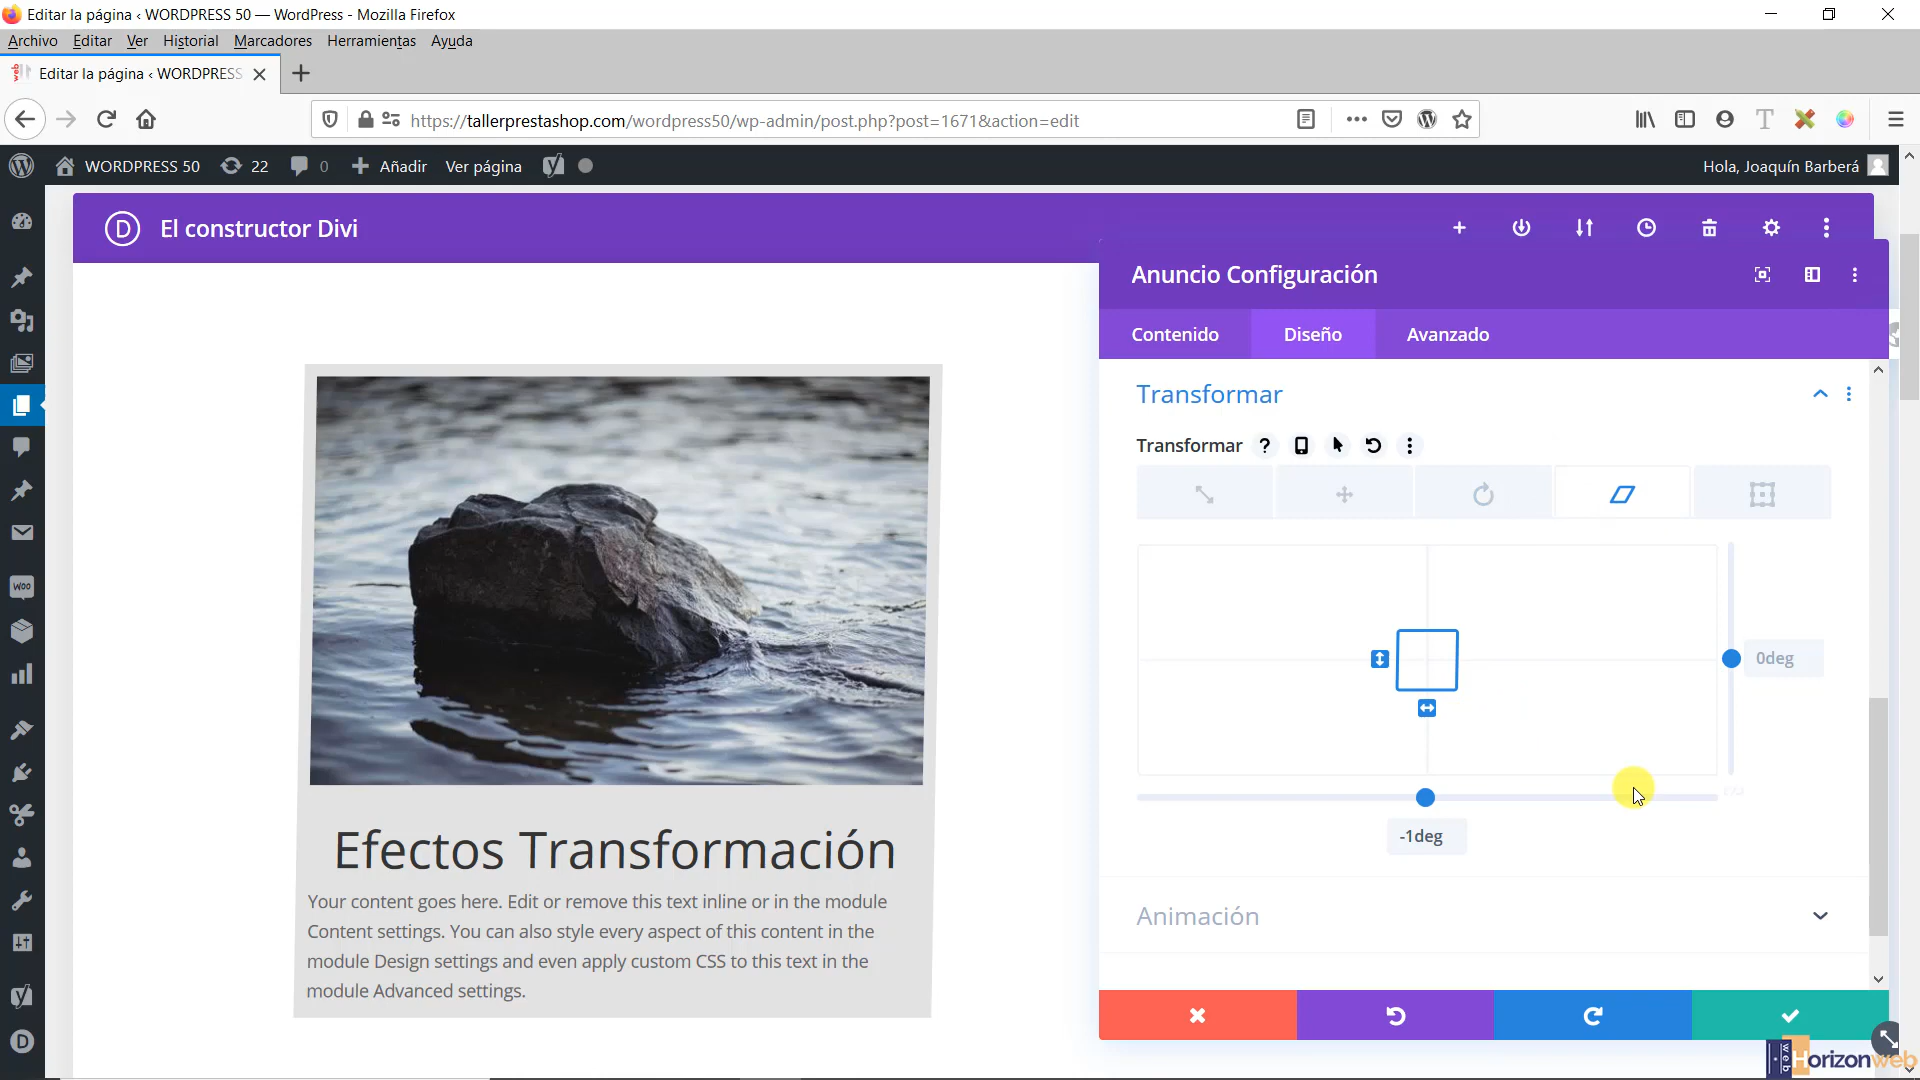 Editar la página ‹ WORDPRESS 50 — WordPress - Mozilla Firefox
Archivo Editar Ver Historial Marcadores Herramientas Ayuda
Editar la página ‹ WORDPRESS
https://tallerprestashop.com/wordpress50/wp-admin/post.php?post=1671&action=edit
WORDPRESS 50 22 0 Añadir Ver página Hola, Joaquín Barberá
D El constructor Divi
Anuncio Configuración
Contenido Diseño Avanzado
Transformar
Transformar ?
0deg
-1deg
Animación
Efectos Transformación
Your content goes here. Edit or remove this text inline or in the module
Content settings. You can also style every aspect of this content in the
module Design settings and even apply custom CSS to this text in the
module Advanced settings.
WOO
D
web Horizonweb